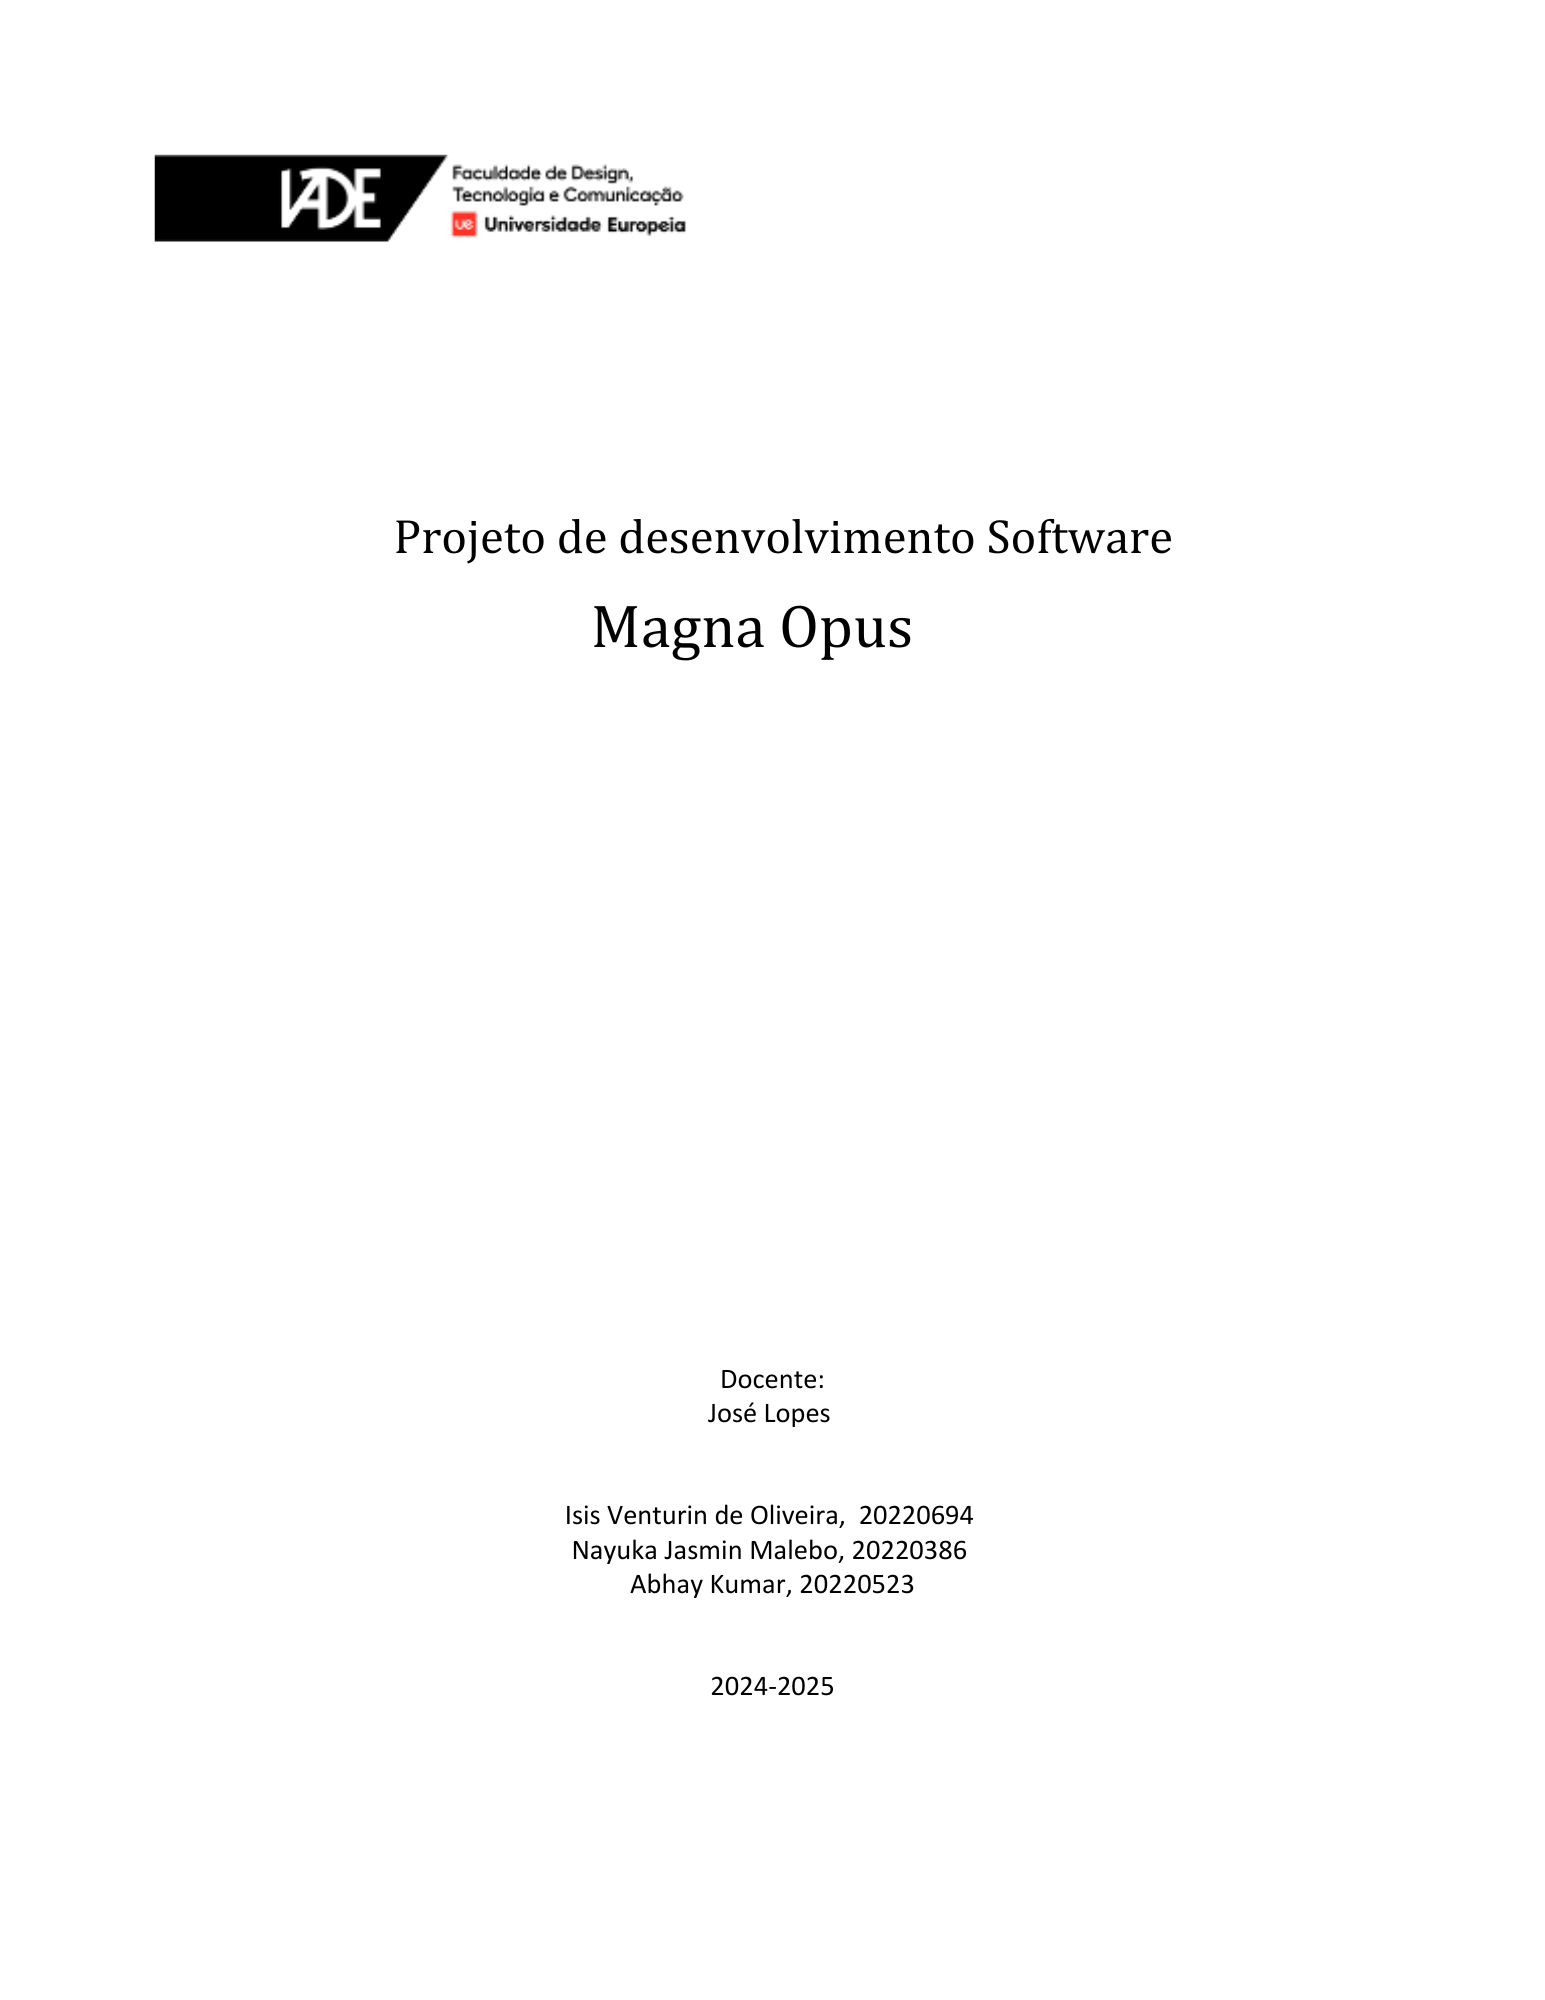 IADE
Faculdade de Design,
Tecnologia e Comunicação
ue Universidade Europeia
Projeto de desenvolvimento Software
Magna Opus
Docente:
José Lopes
Isis Venturin de Oliveira,  20220694
Nayuka Jasmin Malebo, 20220386
Abhay Kumar, 20220523
2024-2025